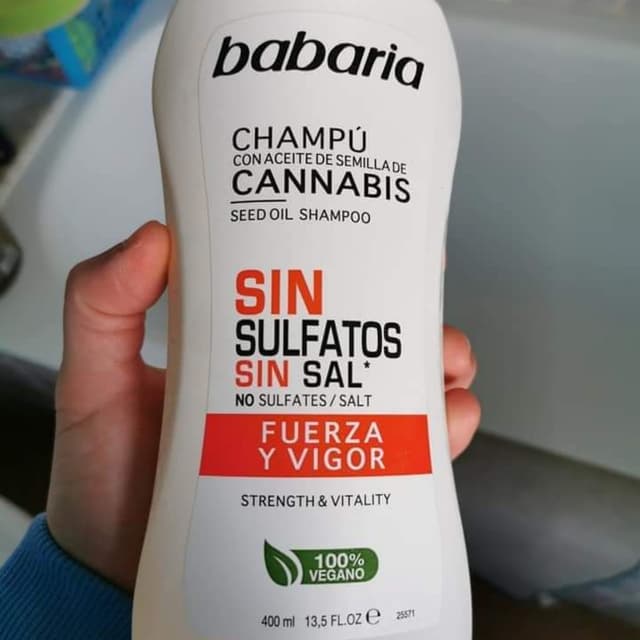 babaria
CHAMPÚ
CON ACEITE DE SEMILLA DE
CANNABIS
SEED OIL SHAMPOO
SIN
SULFATOS
SIN SAL*
NO SULFATES / SALT
FUERZA
Y VIGOR
STRENGTH & VITALITY
100%
VEGANO
400 ml 13,5 FL.OZ ℮ 25571